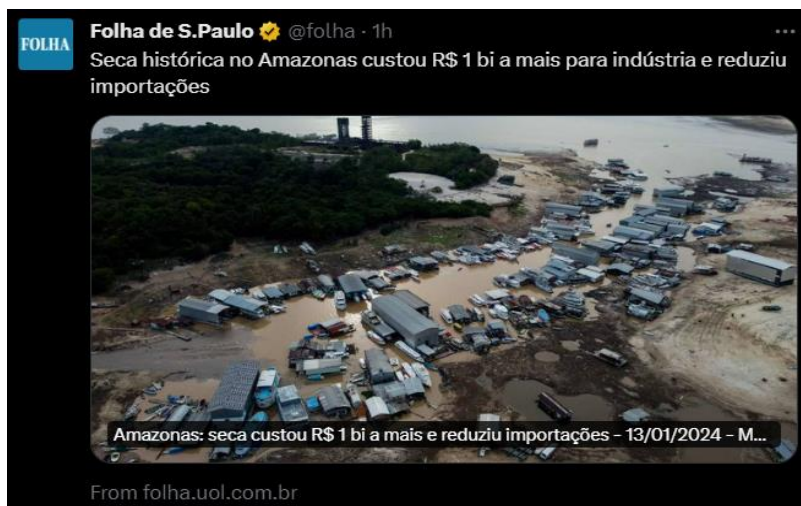 FOLHA
Folha de S.Paulo @folha · 1h
Seca histórica no Amazonas custou R$ 1 bi a mais para indústria e reduziu
importações
Amazonas: seca custou R$ 1 bi a mais e reduziu importações - 13/01/2024 - M...
From folha.uol.com.br